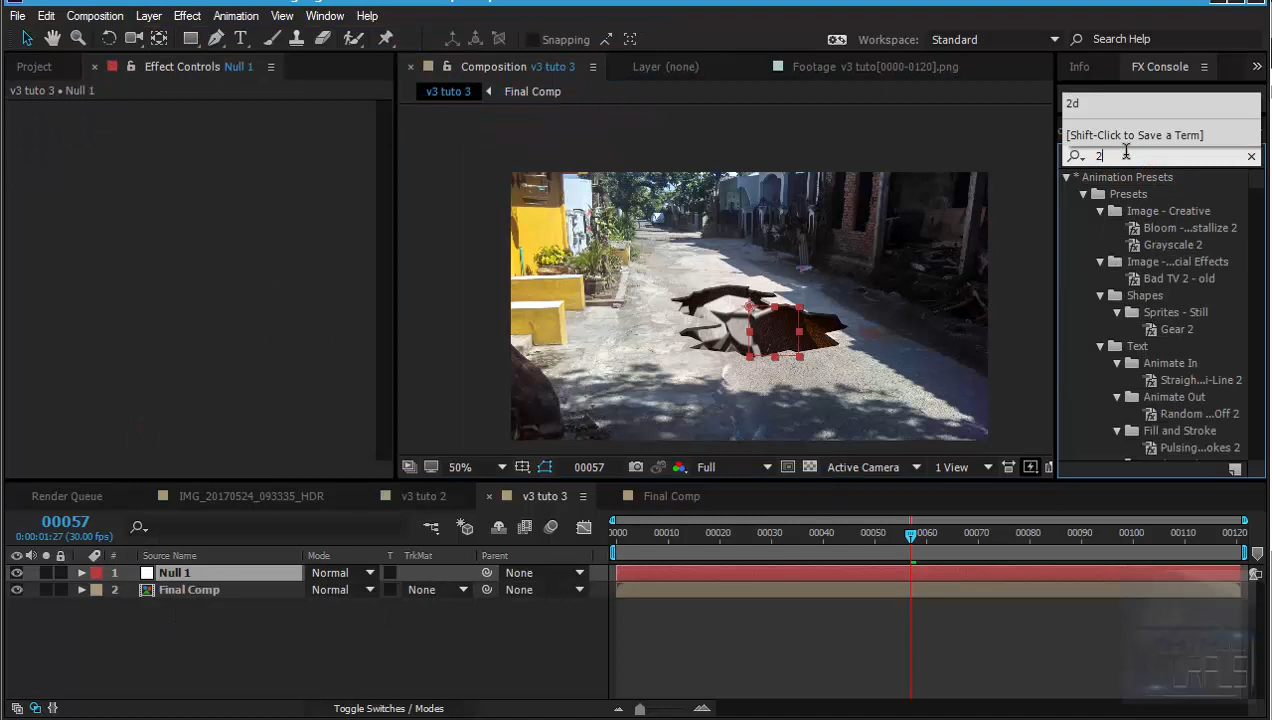 File Edit Composition Layer Effect Animation View Window Help
Snapping Workspace: Standard Search Help
Project × Effect Controls Null 1 × Composition v3 tuto 3 Layer (none) Footage v3 tuto[0000-0120].png Info FX Console
v3 tuto 3 • Null 1
v3 tuto 3 Final Comp
2d
[Shift-Click to Save a Term]
2
* Animation Presets
Presets
Image - Creative
Bloom -...stallize 2
Grayscale 2
Image -...cial Effects
Bad TV 2 - old
Shapes
Sprites - Still
Gear 2
Text
Animate In
Straigh...i-Line 2
Animate Out
Random ...Off 2
Fill and Stroke
Pulsing...okes 2
50% 00057 Full Active Camera 1 View
Render Queue IMG_20170524_093335_HDR v3 tuto 2 × v3 tuto 3 Final Comp
00057
0:00:01:27 (30.00 fps)
0000 00010 00020 00030 00040 00050 00060 00070 00080 00090 00100 00110 00120
# Source Name Mode T TrkMat Parent
1 Null 1 Normal None
2 Final Comp Normal None None
Toggle Switches / Modes